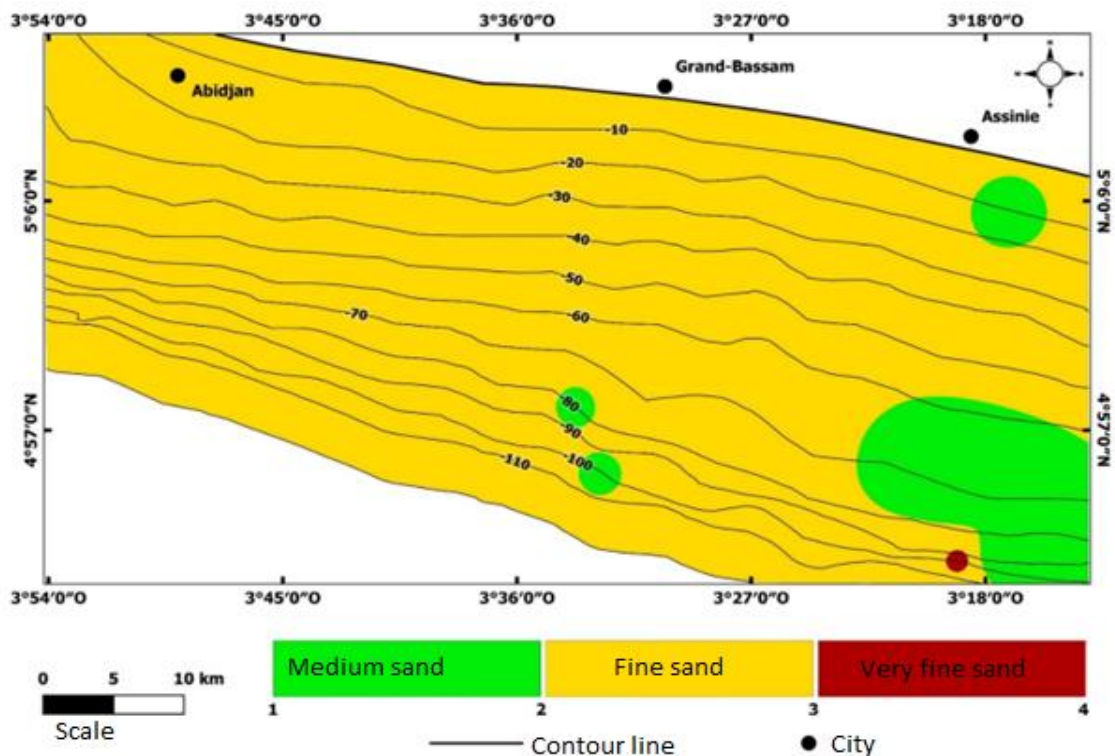 3°54'0"O 3°45'0"O 3°36'0"O 3°27'0"O 3°18'0"O
Grand-Bassam
Abidjan
Assinie
-10
-20
-30
-40
-50
-60
-70
-80
-90
-100
-110
5°6'0"N
5°6'0"N
4°57'0"N
4°57'0"N
3°54'0"O 3°45'0"O 3°36'0"O 3°27'0"O 3°18'0"O
Medium sand Fine sand Very fine sand
0 5 10 km
1 2 3 4
Scale
Contour line City